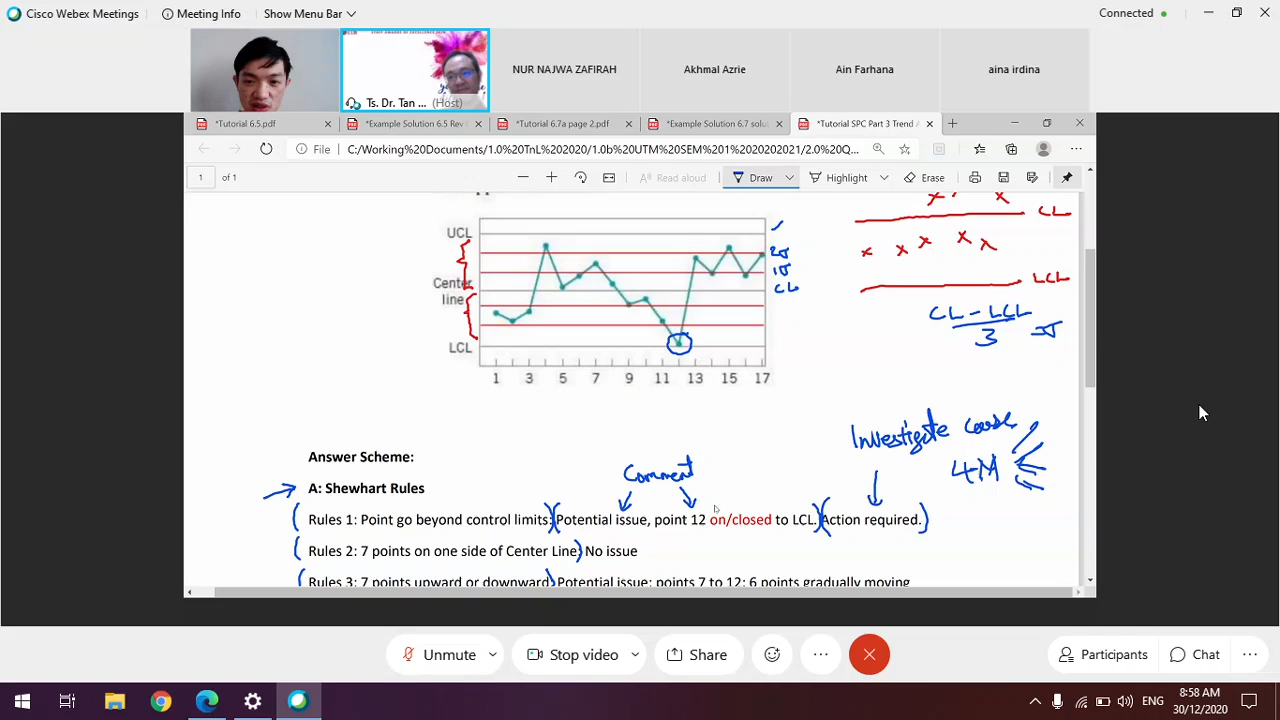 Cisco Webex Meetings
Meeting Info
Show Menu Bar
Connected
Ts. Dr. Tan ... (Host)
NUR NAJWA ZAFIRAH
Akhmal Azrie
Ain Farhana
aina irdina
*Tutorial 6.5.pdf
*Example Solution 6.5 Rev
*Tutorial 6.7a page 2.pdf
*Example Solution 6.7 solut
*Tutorial SPC Part 3 Trend A
File
C:/Working%20Documents/1.0%20TnL%202020/1.0b%20UTM%20SEM%201%2020202021/2.0%20Q...
1
of 1
Read aloud
Draw
Highlight
Erase
CL
LCL
CL - LCL
3
UCL
Center
line
LCL
2σ
1σ
CL
1 3 5 7 9 11 13 15 17
Investigate cause
4M
Answer Scheme:
Comment
A: Shewhart Rules
Rules 1: Point go beyond control limits: Potential issue, point 12 on/closed to LCL. Action required.
Rules 2: 7 points on one side of Center Line: No issue
Rules 3: 7 points upward or downward: Potential issue: points 7 to 12: 6 points gradually moving
Unmute
Stop video
Share
Participants
Chat
ENG
8:58 AM
30/12/2020